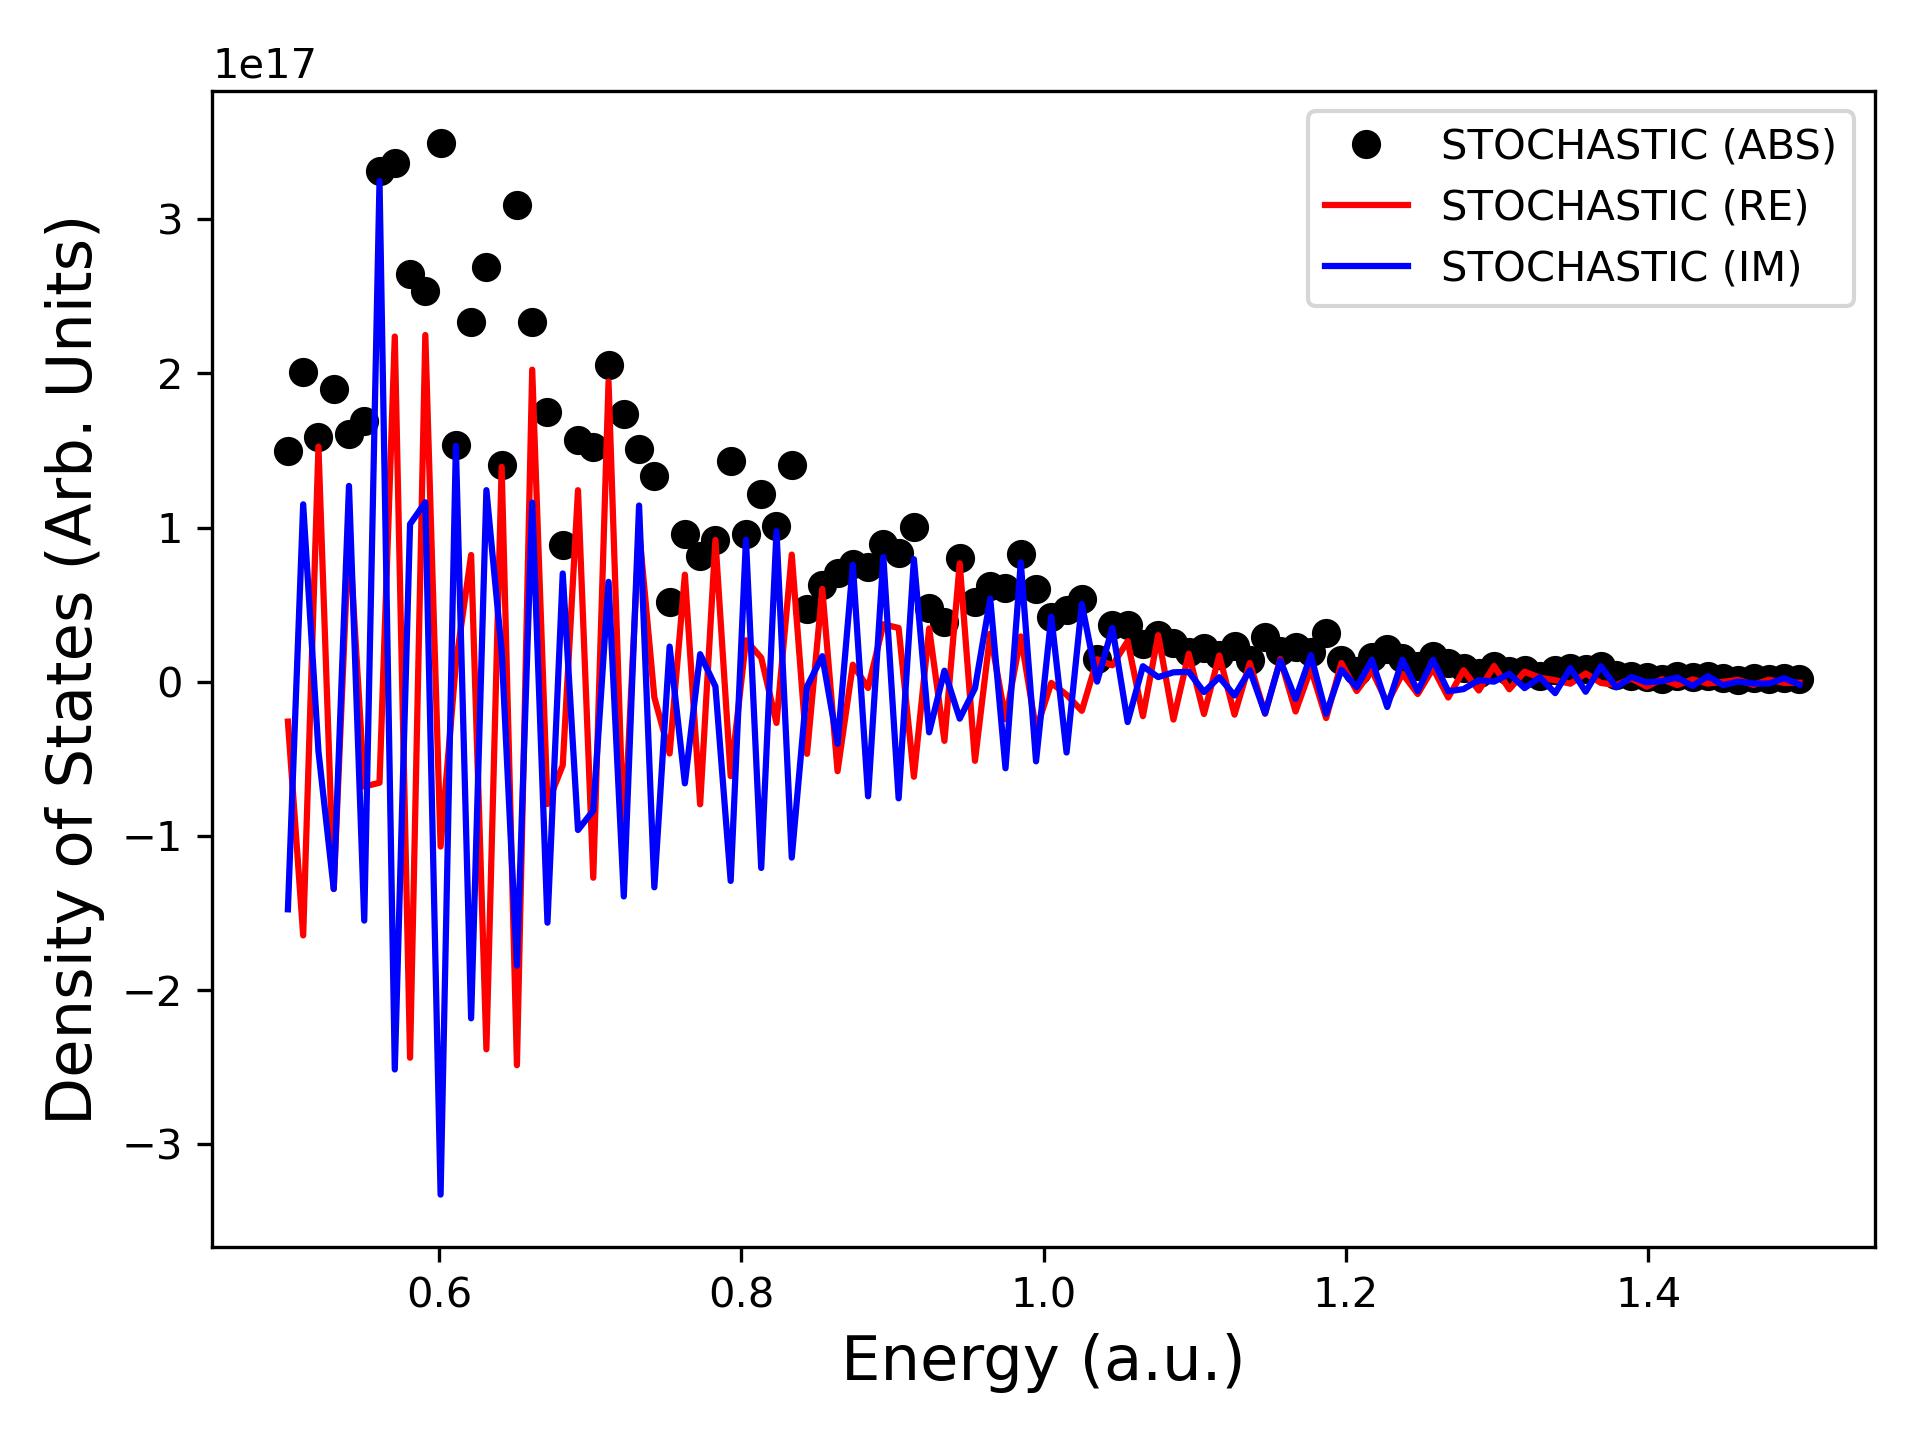 1e17
Density of States (Arb. Units)
3
2
1
0
−1
−2
−3
STOCHASTIC (ABS)
STOCHASTIC (RE)
STOCHASTIC (IM)
0.6 0.8 1.0 1.2 1.4
Energy (a.u.)